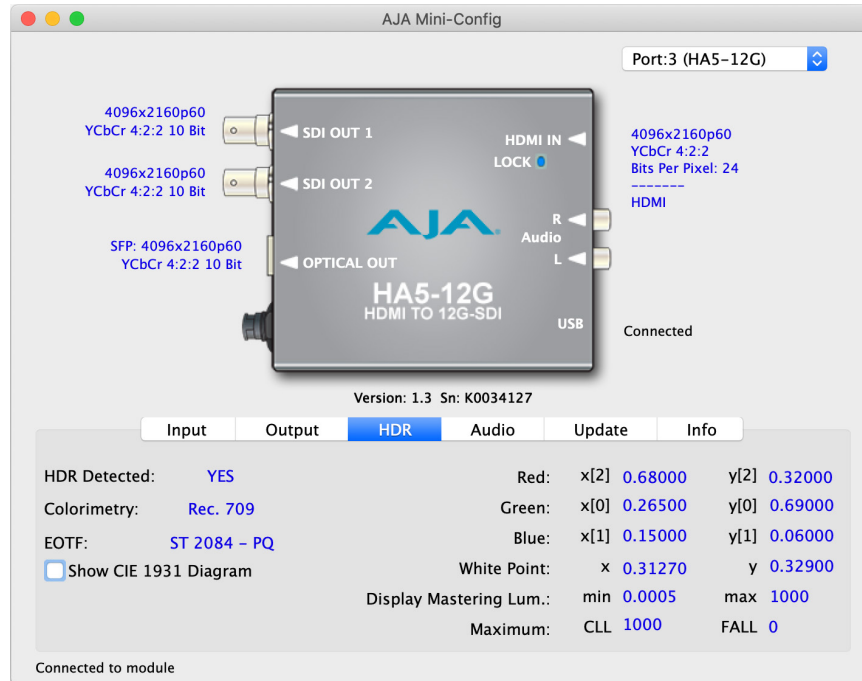 AJA Mini-Config
Port:3 (HA5-12G)
4096x2160p60
YCbCr 4:2:2 10 Bit
SDI OUT 1
HDMI IN
LOCK
4096x2160p60
YCbCr 4:2:2
Bits Per Pixel: 24
-------
HDMI
4096x2160p60
YCbCr 4:2:2 10 Bit
SDI OUT 2
AJA
R
Audio
L
SFP: 4096x2160p60
YCbCr 4:2:2 10 Bit
OPTICAL OUT
HA5-12G
HDMI TO 12G-SDI
USB
Connected
Version: 1.3 Sn: K0034127
Input Output HDR Audio Update Info
HDR Detected: YES Red: x[2] 0.68000 y[2] 0.32000
Colorimetry: Rec. 709 Green: x[0] 0.26500 y[0] 0.69000
EOTF: ST 2084 - PQ Blue: x[1] 0.15000 y[1] 0.06000
Show CIE 1931 Diagram White Point: x 0.31270 y 0.32900
Display Mastering Lum.: min 0.0005 max 1000
Maximum: CLL 1000 FALL 0
Connected to module